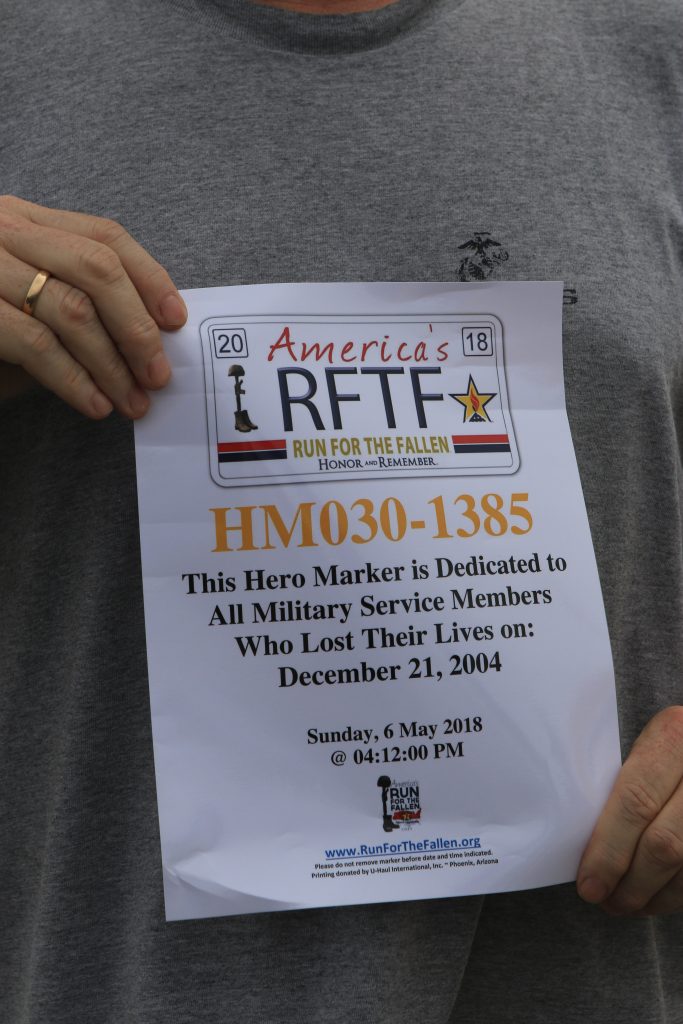 20 America's 18
RFTF
RUN FOR THE FALLEN
HONOR AND REMEMBER
HM030-1385
This Hero Marker is Dedicated to
All Military Service Members
Who Lost Their Lives on:
December 21, 2004
Sunday, 6 May 2018
@ 04:12:00 PM
America's
RUN
FOR THE
FALLEN
www.RunForTheFallen.org
Please do not remove marker before date and time indicated.
Printing donated by U-Haul International, Inc. ~ Phoenix, Arizona